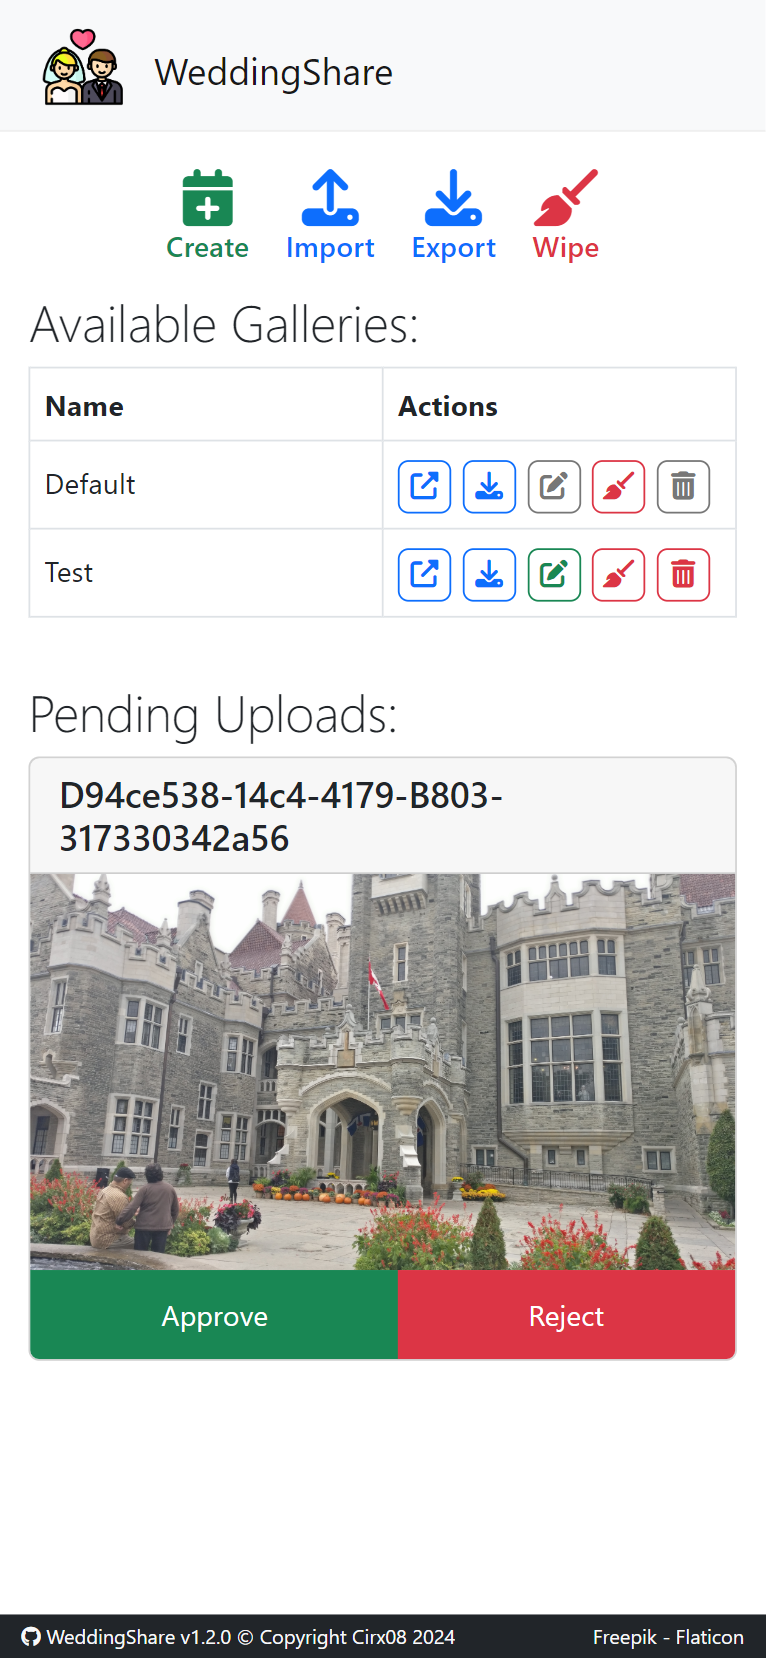 WeddingShare
Create Import Export Wipe
Available Galleries:
Name Actions
Default
Test
Pending Uploads:
D94ce538-14c4-4179-B803-
317330342a56
Approve Reject
WeddingShare v1.2.0 © Copyright Cirx08 2024 Freepik - Flaticon